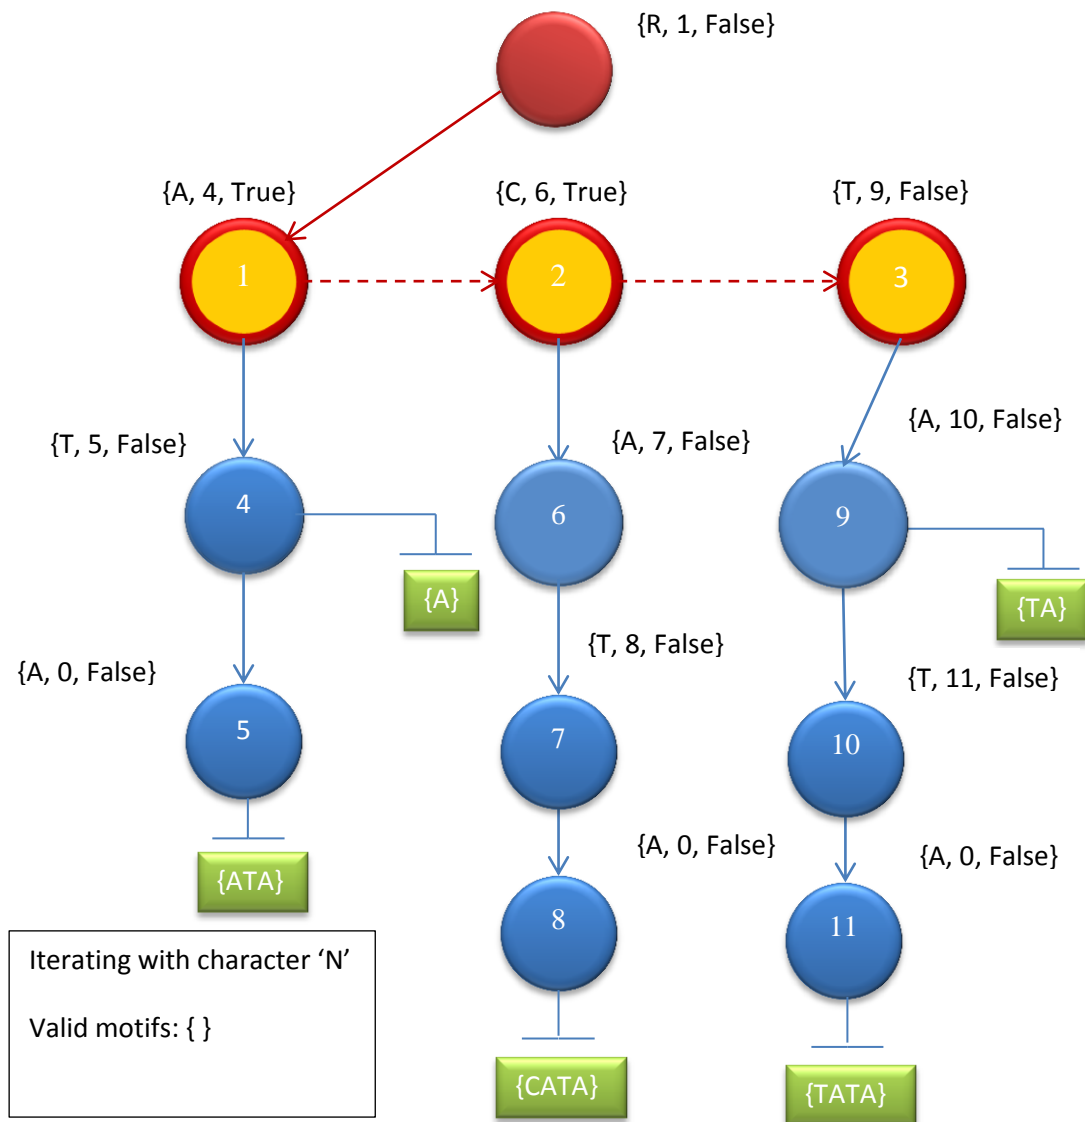 {R, 1, False}
{A, 4, True}
{C, 6, True}
{T, 9, False}
1
2
3
{T, 5, False}
{A, 7, False}
{A, 10, False}
4
6
9
{A}
{TA}
{A, 0, False}
{T, 8, False}
{T, 11, False}
5
7
10
{ATA}
{A, 0, False}
{A, 0, False}
8
11
Iterating with character ‘N’
Valid motifs: { }
{CATA}
{TATA}